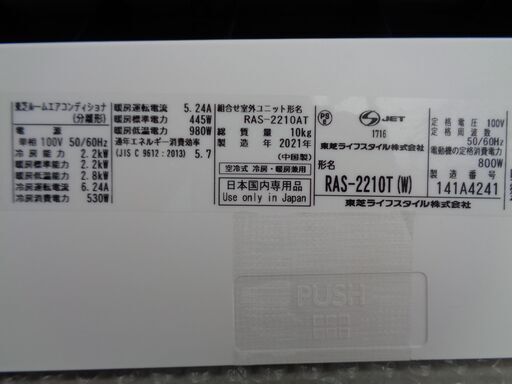 東芝ルームエアコンディショナ
(分離形)
電源
単相 100V 50/60Hz
冷房能力 2.2kW
暖房標準能力 2.2kW
暖房低温能力 2.8kW
冷房運転電流 6.24A
冷房消費電力 530W
暖房運転電流 5.24A
暖房標準電力 445W
暖房低温電力 980W
通年エネルギー消費効率
(JIS C 9612:2013) 5.7
組合せ室外ユニット形名
RAS-2210AT
総質量 10kg
製造年 2021年
(中国製)
空冷式 冷房・暖房兼用
日本国内専用品
Use only in Japan
PS
E
JET
1716
東芝ライフスタイル株式会社
形名
RAS-2210T(W)
定格電圧 100V
定格周波数
50/60Hz
電動機の定格消費電力
800W
製造番号
141A4241
東芝ライフスタイル株式会社
PUSH